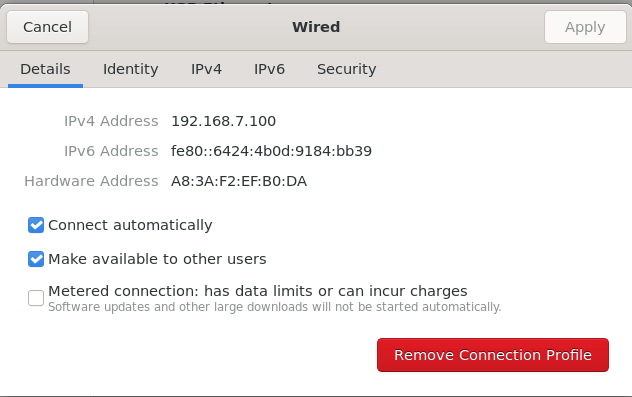 Cancel Wired Apply
Details Identity IPv4 IPv6 Security
IPv4 Address 192.168.7.100
IPv6 Address fe80::6424:4b0d:9184:bb39
Hardware Address A8:3A:F2:EF:B0:DA
Connect automatically
Make available to other users
Metered connection: has data limits or can incur charges
Software updates and other large downloads will not be started automatically.
Remove Connection Profile